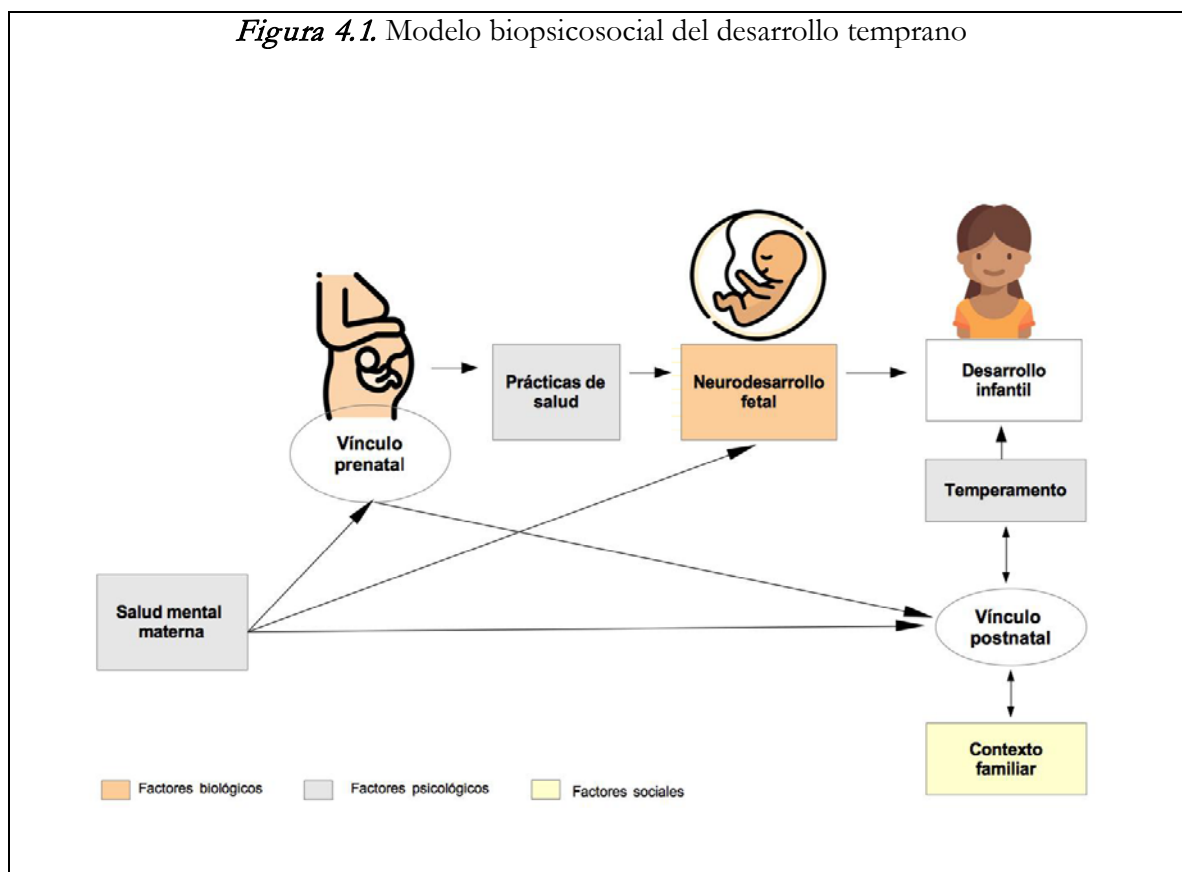 Figura 4.1. Modelo biopsicosocial del desarrollo temprano
Prácticas de
salud
Neurodesarrollo
fetal
Desarrollo
infantil
Vínculo
prenatal
Temperamento
Salud mental
materna
Vínculo
postnatal
Contexto
familiar
Factores biológicos
Factores psicológicos
Factores sociales